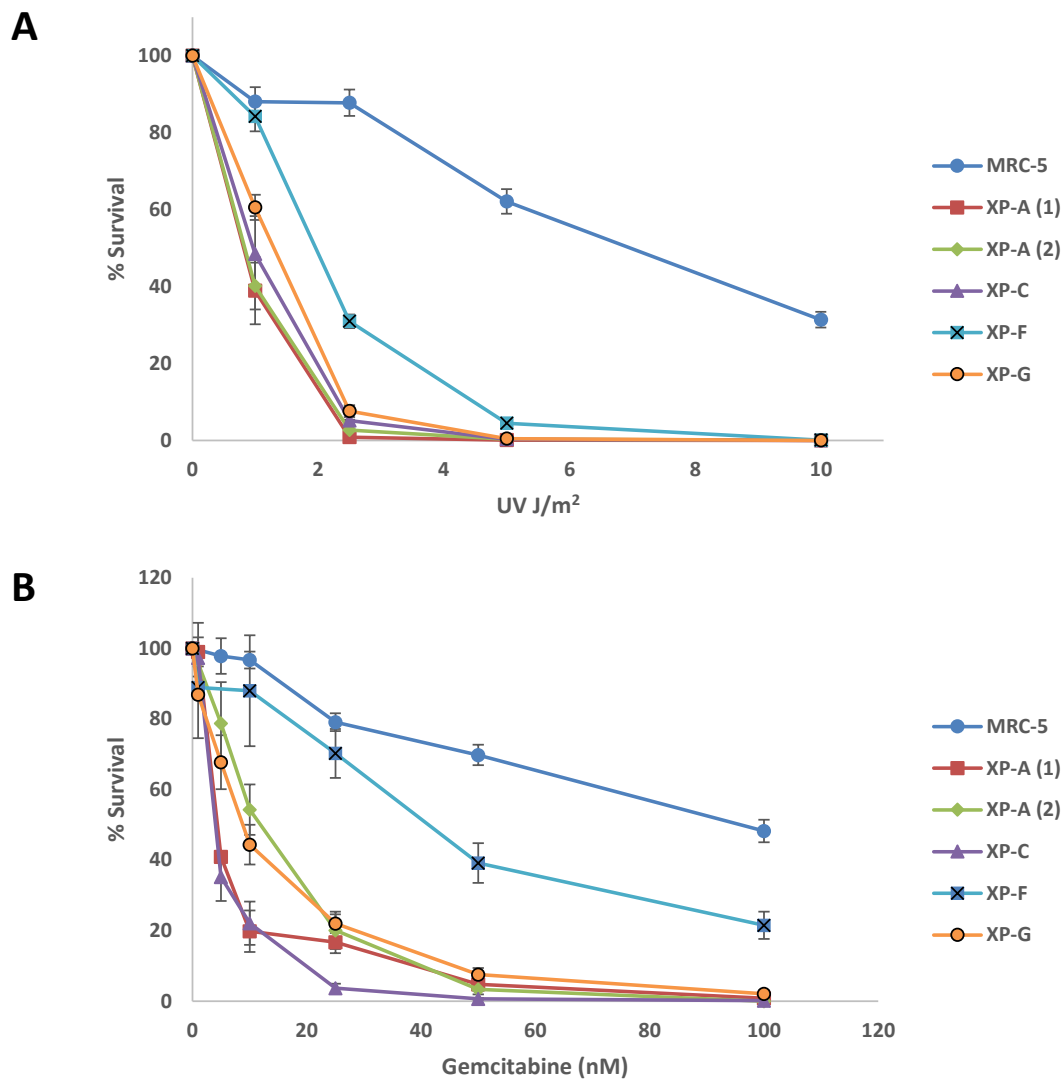 A
% Survival
100
80
60
40
20
0
0 2 4 6 8 10
UV J/m²
MRC-5
XP-A (1)
XP-A (2)
XP-C
XP-F
XP-G
B
% Survival
120
100
80
60
40
20
0
0 20 40 60 80 100 120
Gemcitabine (nM)
MRC-5
XP-A (1)
XP-A (2)
XP-C
XP-F
XP-G